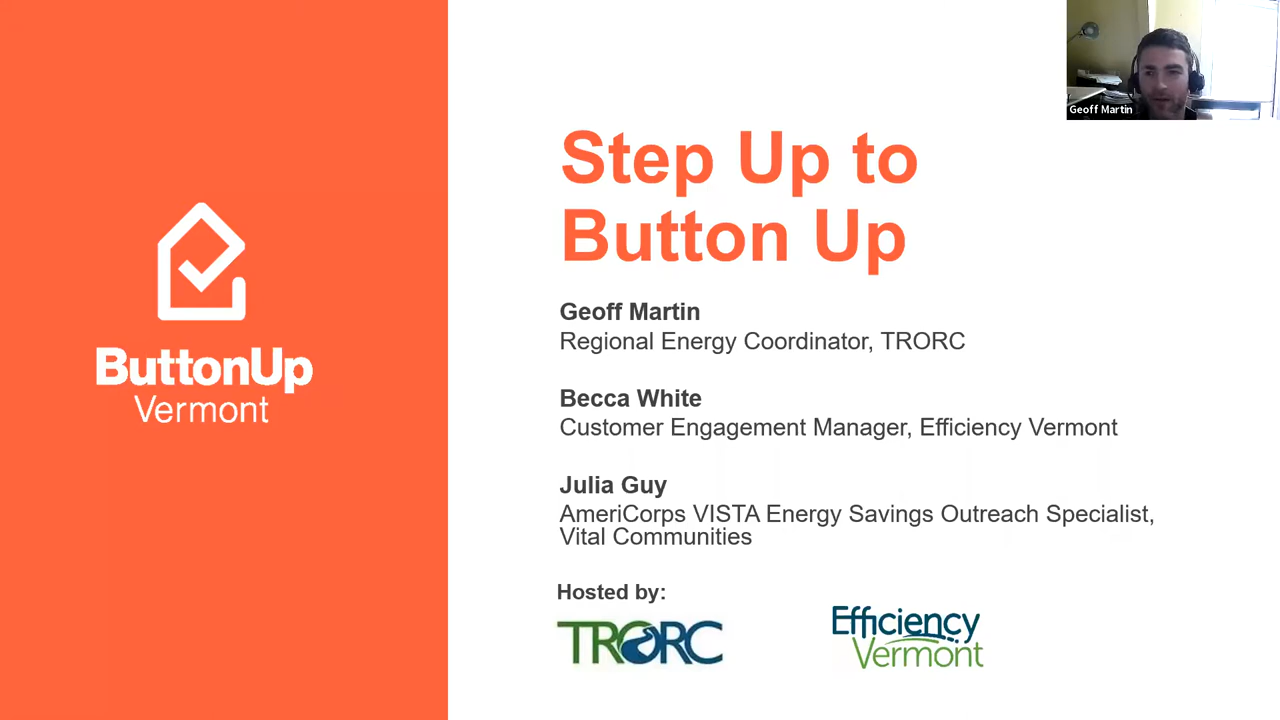 Geoff Martin
Step Up to
Button Up
ButtonUp
Vermont
Geoff Martin
Regional Energy Coordinator, TRORC
Becca White
Customer Engagement Manager, Efficiency Vermont
Julia Guy
AmeriCorps VISTA Energy Savings Outreach Specialist,
Vital Communities
Hosted by:
TRORC
Efficiency
Vermont